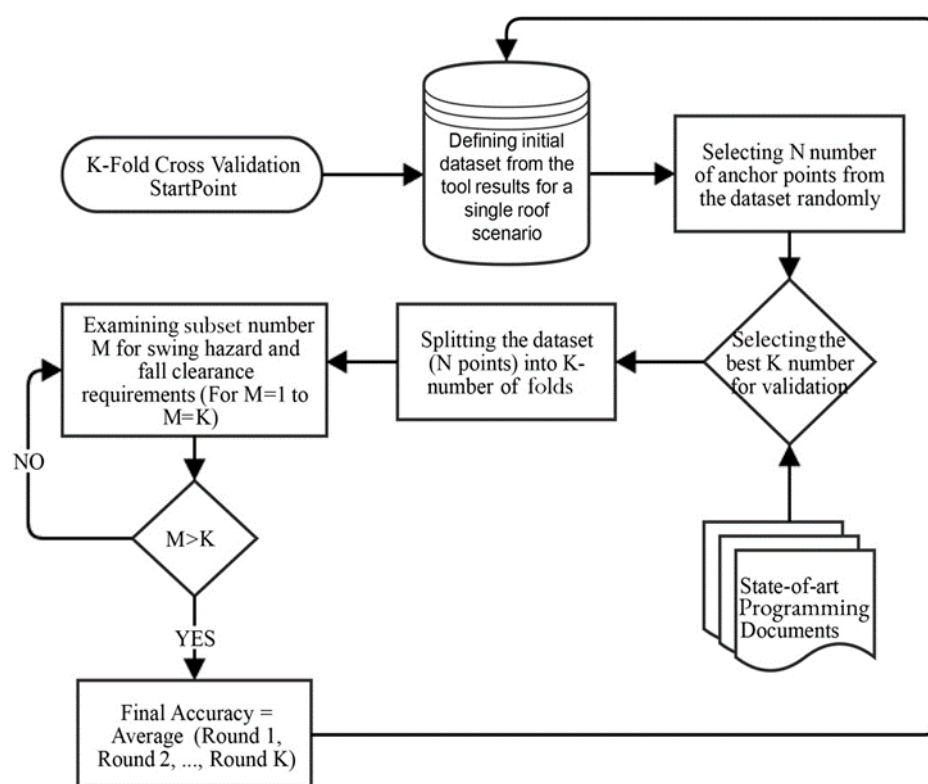 K-Fold Cross Validation
StartPoint
Defining initial
dataset from the
tool results for a
single roof
scenario
Selecting N number
of anchor points from
the dataset randomly
Selecting the
best K number
for validation
State-of-art
Programming
Documents
Splitting the dataset
(N points) into K-
number of folds
Examining subset number
M for swing hazard and
fall clearance
requirements (For M=1 to
M=K)
NO
M>K
YES
Final Accuracy =
Average (Round 1,
Round 2, ..., Round K)